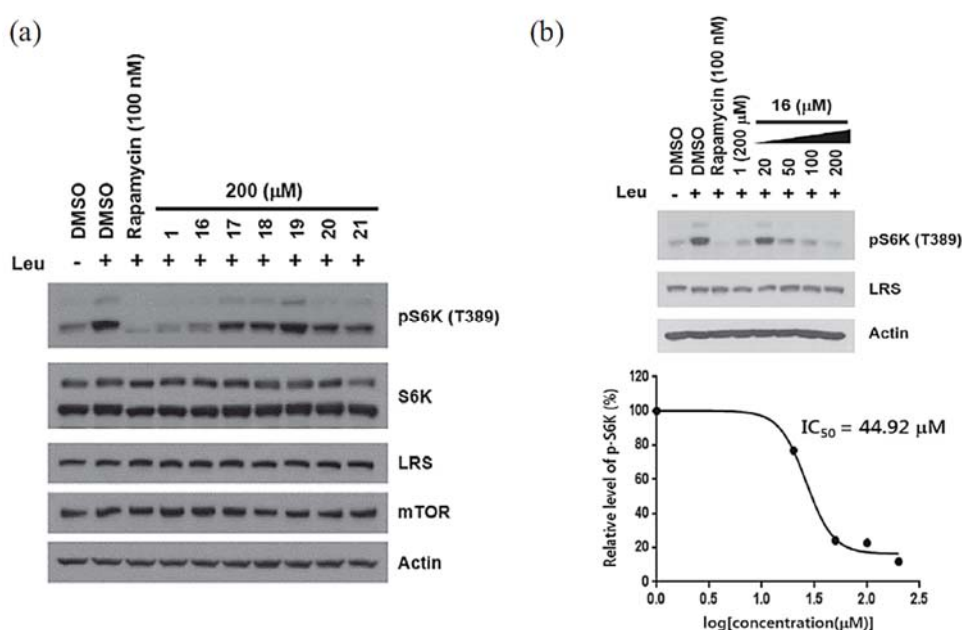 (a)
DMSO
DMSO
Rapamycin (100 nM)
200 (μM)
1 16 17 18 19 20 21
Leu - + + + + + + + + +
pS6K (T389)
S6K
LRS
mTOR
Actin
(b)
DMSO
DMSO
Rapamycin (100 nM)
1 (200 μM)
16 (μM)
20 50 100 200
Leu - + + + + + + +
pS6K (T389)
LRS
Actin
Relative level of p-S6K (%)
120
100
80
60
40
20
0
IC50 = 44.92 μM
0.0 0.5 1.0 1.5 2.0 2.5
log[concentration(μM)]